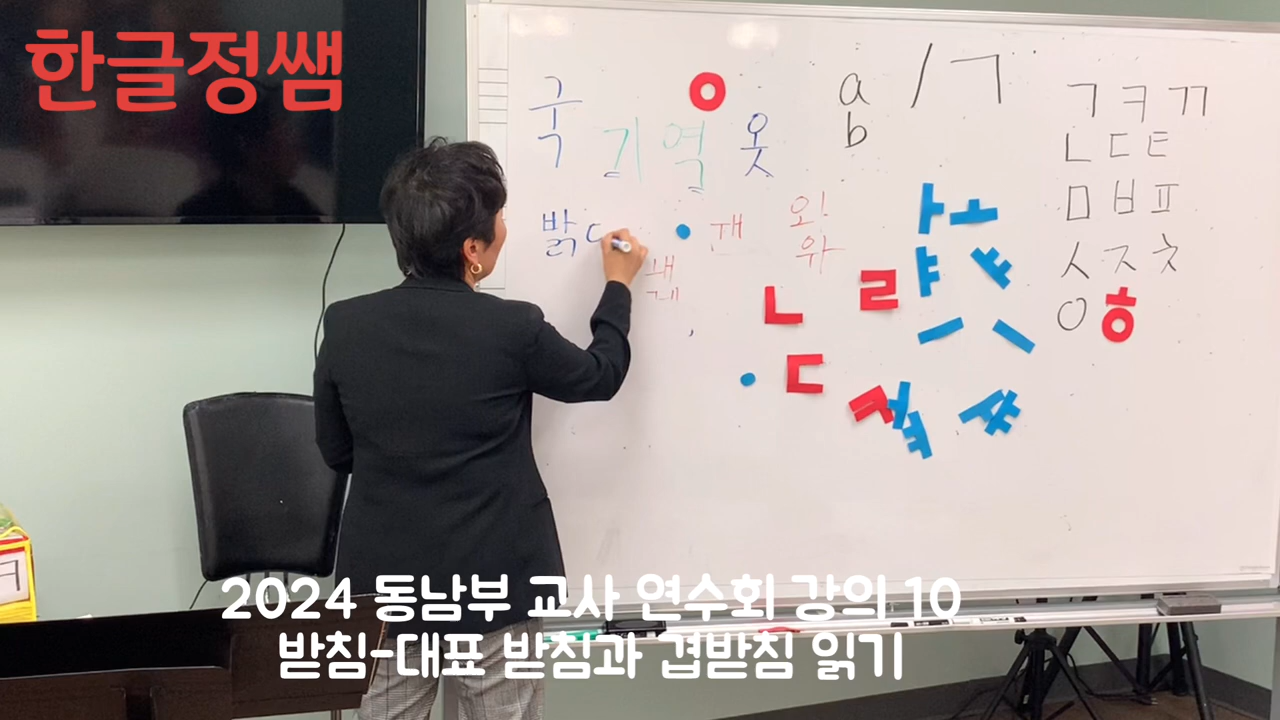 한글정쌤
국 기역 옷
a
b
/ㄱ
ㄱ ㅋ ㄲ
ㄴ ㄷ ㅌ
ㅁ ㅂ ㅍ
ㅅ ㅈ ㅊ
ㅇ ㅎ
ㅇ
밝ㄷ
왜
와
ㅏ ㅗ
ㅑ
ㄴ ㄹ
ㄷ
ㅋ
2024 동남부 교사 연수회 강의 10
받침-대표 받침과 겹받침 읽기